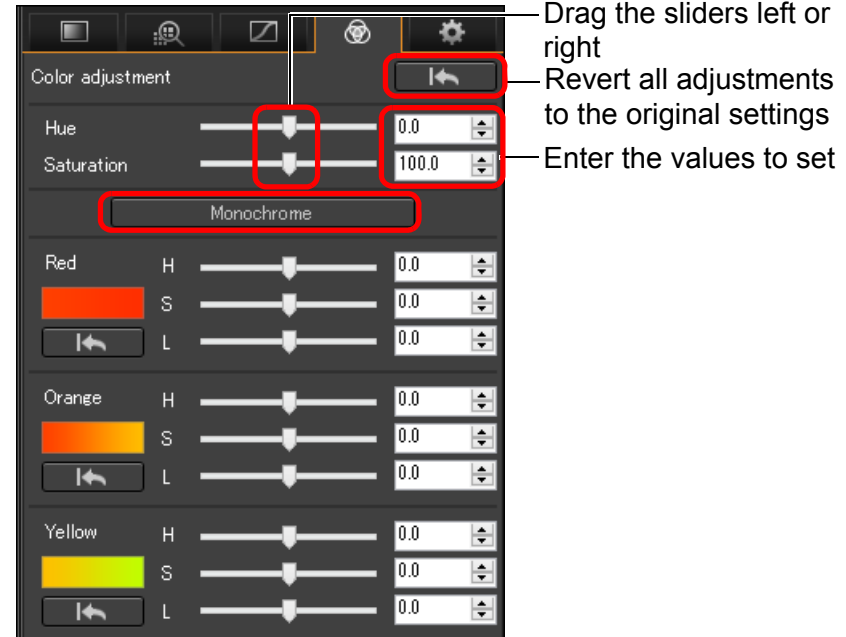 Drag the sliders left or
right
Color adjustment
Revert all adjustments
to the original settings
Hue 0.0
Saturation 100.0
Enter the values to set
Monochrome
Red H 0.0
S 0.0
L 0.0
Orange H 0.0
S 0.0
L 0.0
Yellow H 0.0
S 0.0
L 0.0